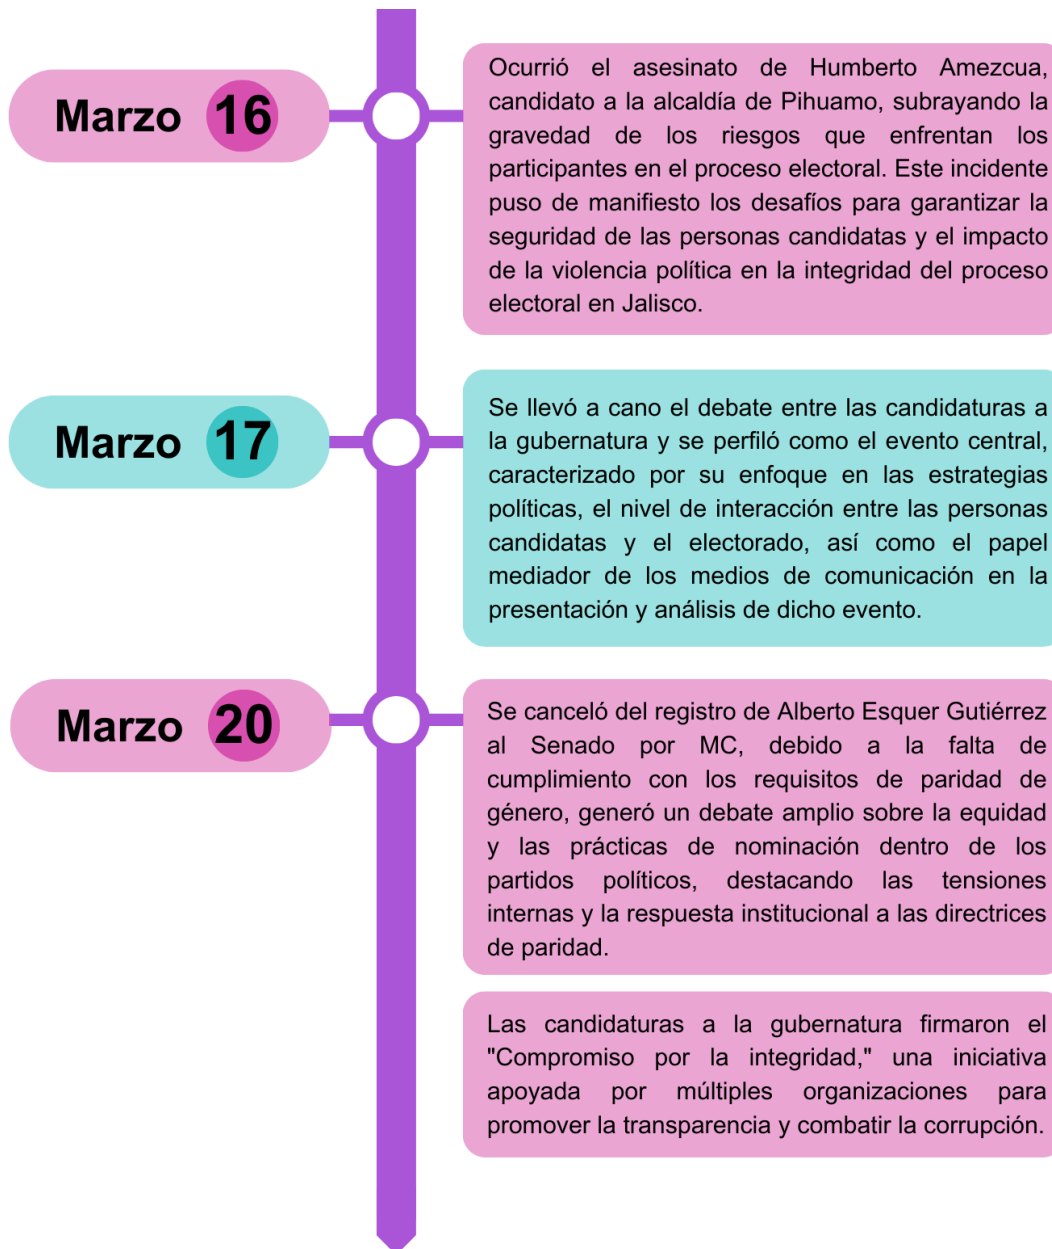 Marzo 16
Ocurrió el asesinato de Humberto Amezcua,
candidato a la alcaldía de Pihuamo, subrayando la
gravedad de los riesgos que enfrentan los
participantes en el proceso electoral. Este incidente
puso de manifiesto los desafíos para garantizar la
seguridad de las personas candidatas y el impacto
de la violencia política en la integridad del proceso
electoral en Jalisco.
Marzo 17
Se llevó a cano el debate entre las candidaturas a
la gubernatura y se perfiló como el evento central,
caracterizado por su enfoque en las estrategias
políticas, el nivel de interacción entre las personas
candidatas y el electorado, así como el papel
mediador de los medios de comunicación en la
presentación y análisis de dicho evento.
Marzo 20
Se canceló del registro de Alberto Esquer Gutiérrez
al Senado por MC, debido a la falta de
cumplimiento con los requisitos de paridad de
género, generó un debate amplio sobre la equidad
y las prácticas de nominación dentro de los
partidos políticos, destacando las tensiones
internas y la respuesta institucional a las directrices
de paridad.
Las candidaturas a la gubernatura firmaron el
"Compromiso por la integridad," una iniciativa
apoyada por múltiples organizaciones para
promover la transparencia y combatir la corrupción.